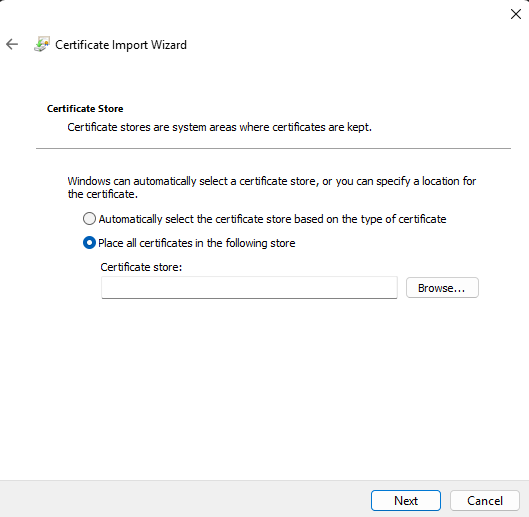 Certificate Import Wizard
Certificate Store
Certificate stores are system areas where certificates are kept.
Windows can automatically select a certificate store, or you can specify a location for
the certificate.
Automatically select the certificate store based on the type of certificate
Place all certificates in the following store
Certificate store:
Browse...
Next
Cancel